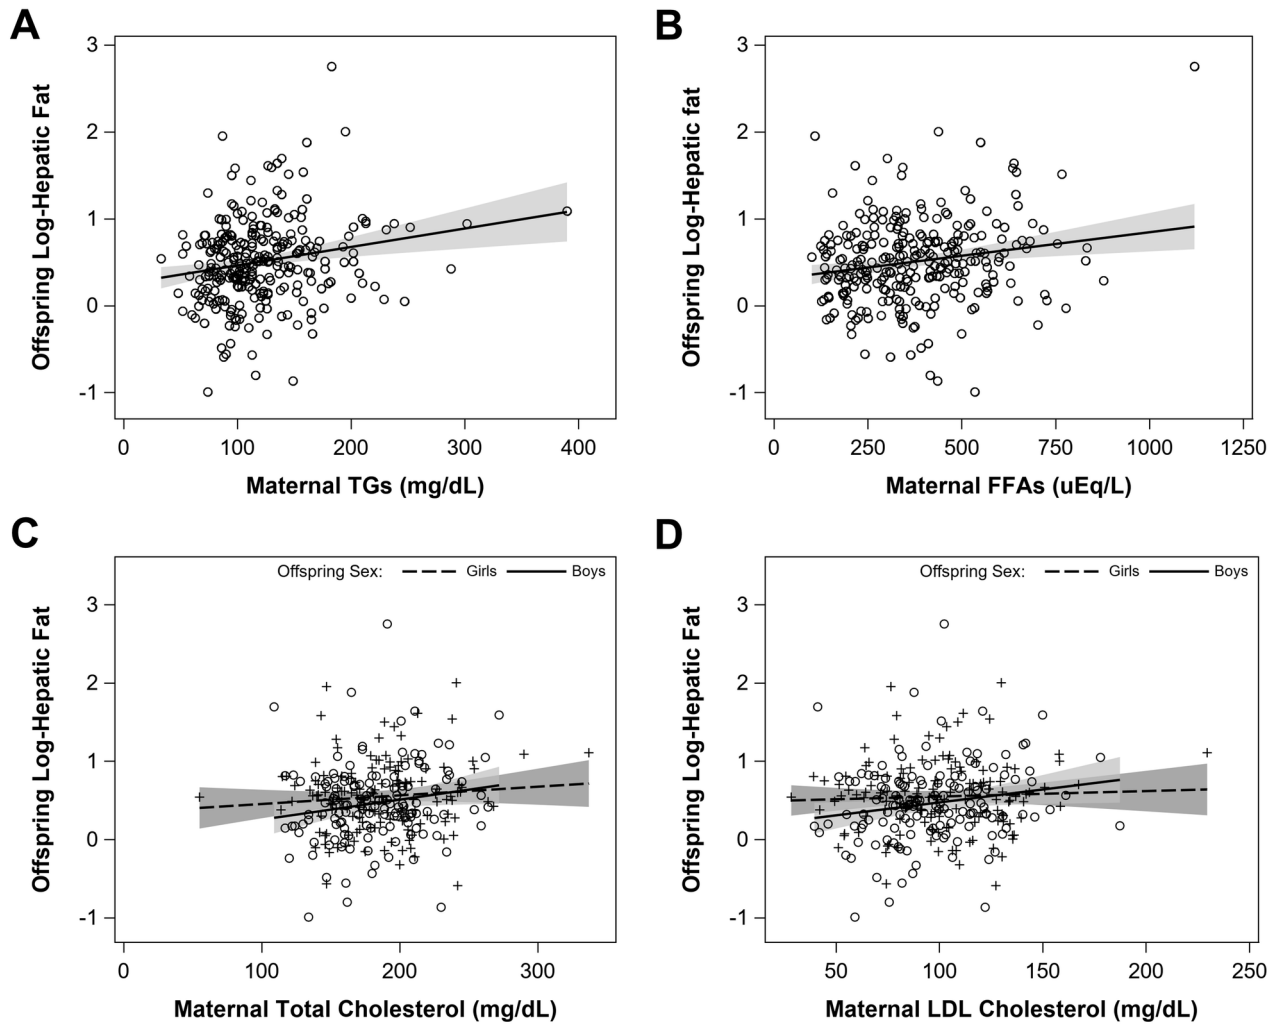 A
Offspring Log-Hepatic Fat
3
2
1
0
-1
0 100 200 300 400
Maternal TGs (mg/dL)
B
Offspring Log-Hepatic fat
3
2
1
0
-1
0 250 500 750 1000 1250
Maternal FFAs (uEq/L)
C
Offspring Sex: Girls Boys
Offspring Log-Hepatic Fat
3
2
1
0
-1
0 100 200 300
Maternal Total Cholesterol (mg/dL)
D
Offspring Sex: Girls Boys
Offspring Log-Hepatic Fat
3
2
1
0
-1
50 100 150 200 250
Maternal LDL Cholesterol (mg/dL)